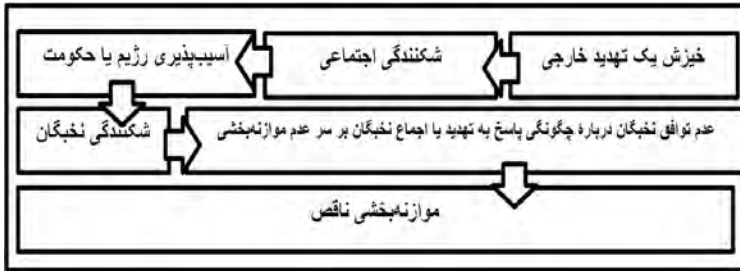 خیزش یک تهدید خارجی
شکنندگی اجتماعی
آسیب‌پذیری رژیم یا حکومت
شکنندگی نخبگان
عدم توافق نخبگان درباره چگونگی پاسخ به تهدید یا اجماع نخبگان بر سر عدم موازنه‌بخشی
موازنه‌بخشی ناقص